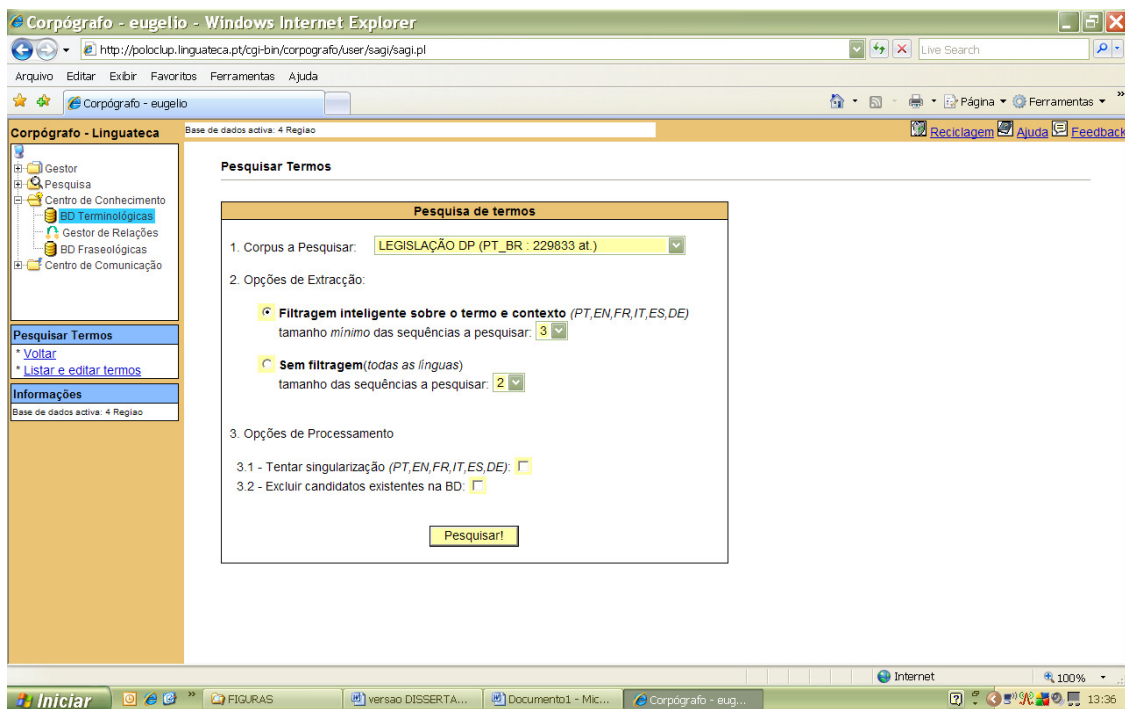 Corpógrafo - eugelio - Windows Internet Explorer
http://poloclup.linguateca.pt/cgi-bin/corpografo/user/sagi/sagi.pl
Live Search
Arquivo Editar Exibir Favoritos Ferramentas Ajuda
Corpógrafo - eugelio
Página Ferramentas »
Corpógrafo - Linguateca
Base de dados activa: 4 Regiao
Reciclagem Ajuda Feedback
Gestor
Pesquisa
Centro de Conhecimento
BD Terminológicas
Gestor de Relações
BD Fraseológicas
Centro de Comunicação
Pesquisar Termos
* Voltar
* Listar e editar termos
Informações
Base de dados activa: 4 Regiao
Pesquisar Termos
Pesquisa de termos
1. Corpus a Pesquisar: LEGISLAÇÃO DP (PT_BR : 229833 at.)
2. Opções de Extracção:
Filtragem inteligente sobre o termo e contexto (PT,EN,FR,IT,ES,DE)
tamanho mínimo das sequências a pesquisar: 3
Sem filtragem(todas as línguas)
tamanho das sequências a pesquisar: 2
3. Opções de Processamento
3.1 - Tentar singularização (PT,EN,FR,IT,ES,DE):
3.2 - Excluir candidatos existentes na BD:
Pesquisar!
Internet
100%
Iniciar
»
FIGURAS
versao DISSERTA...
Documento1 - Mic...
Corpógrafo - eug...
13:36